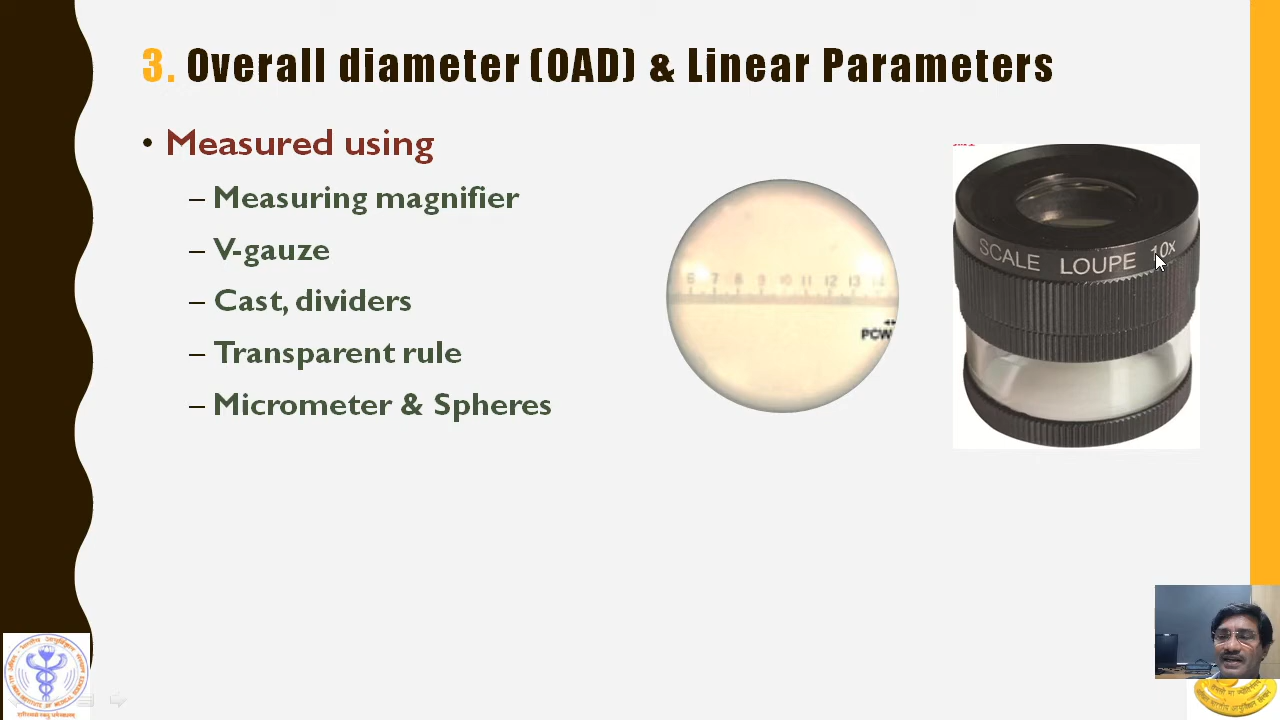 3. Overall diameter (OAD) & Linear Parameters
• Measured using
– Measuring magnifier
– V-gauze
– Cast, dividers
– Transparent rule
– Micrometer & Spheres
6 7 8 9 10 11 12 13 14
PCW
SCALE LOUPE 10x